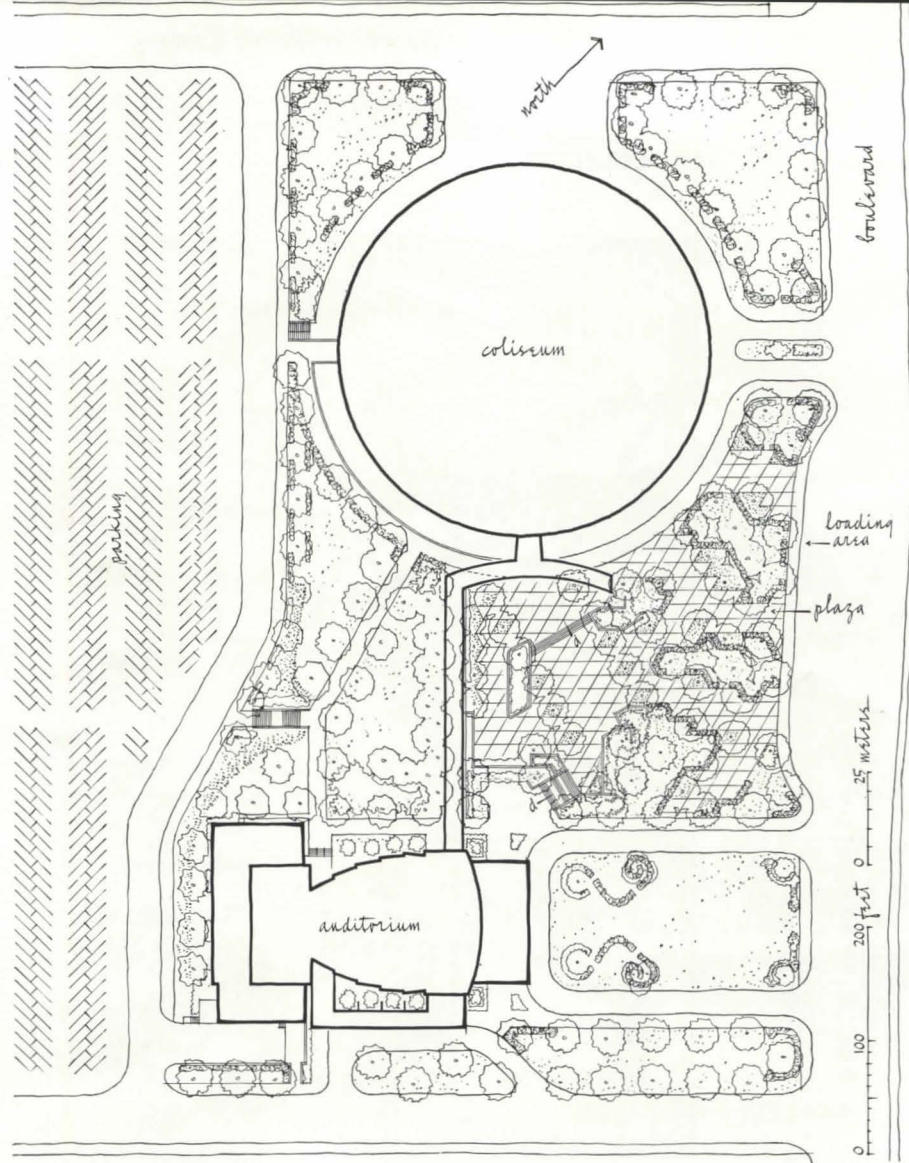 north
boulevard
coliseum
parking
loading
area
plaza
25 meters
0
auditorium
200 feet
100
0